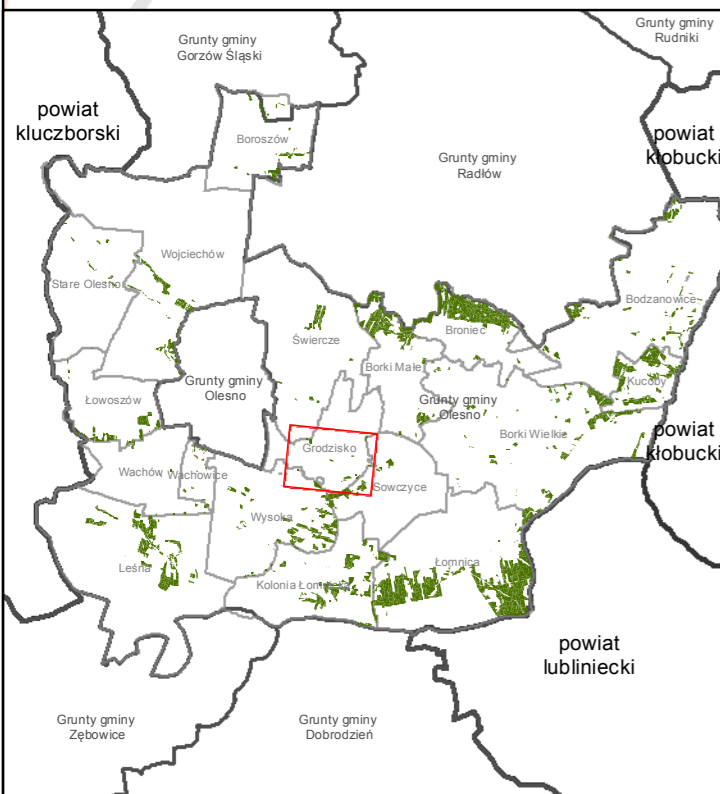 Grunty gminy
Rudniki
Grunty gminy
Gorzów Śląski
powiat
kluczborski
Boroszów
powiat
kłobucki
Grunty gminy
Radłów
Wojciechów
Stare Olesno
Bodzanowice
Świercze
Broniec
Borki Małe
Grunty gminy
Olesno
Kucoby
Łowoszów
Grunty gminy
Olesno
Borki Wielkie
powiat
kłobucki
Grodzisko
Wachów
Wachowice
Sowczyce
Wysoka
Leśna
Łomnica
Kolonia Łomnicka
powiat
lubliniecki
Grunty gminy
Zębowice
Grunty gminy
Dobrodzień